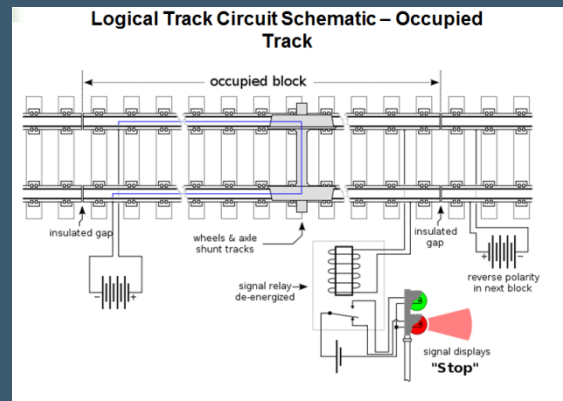 Logical Track Circuit Schematic – Occupied
Track
occupied block
insulated gap
wheels & axle
shunt tracks
insulated
gap
- +
+ -
reverse polarity
in next block
signal relay
de-energized
signal displays
"Stop"